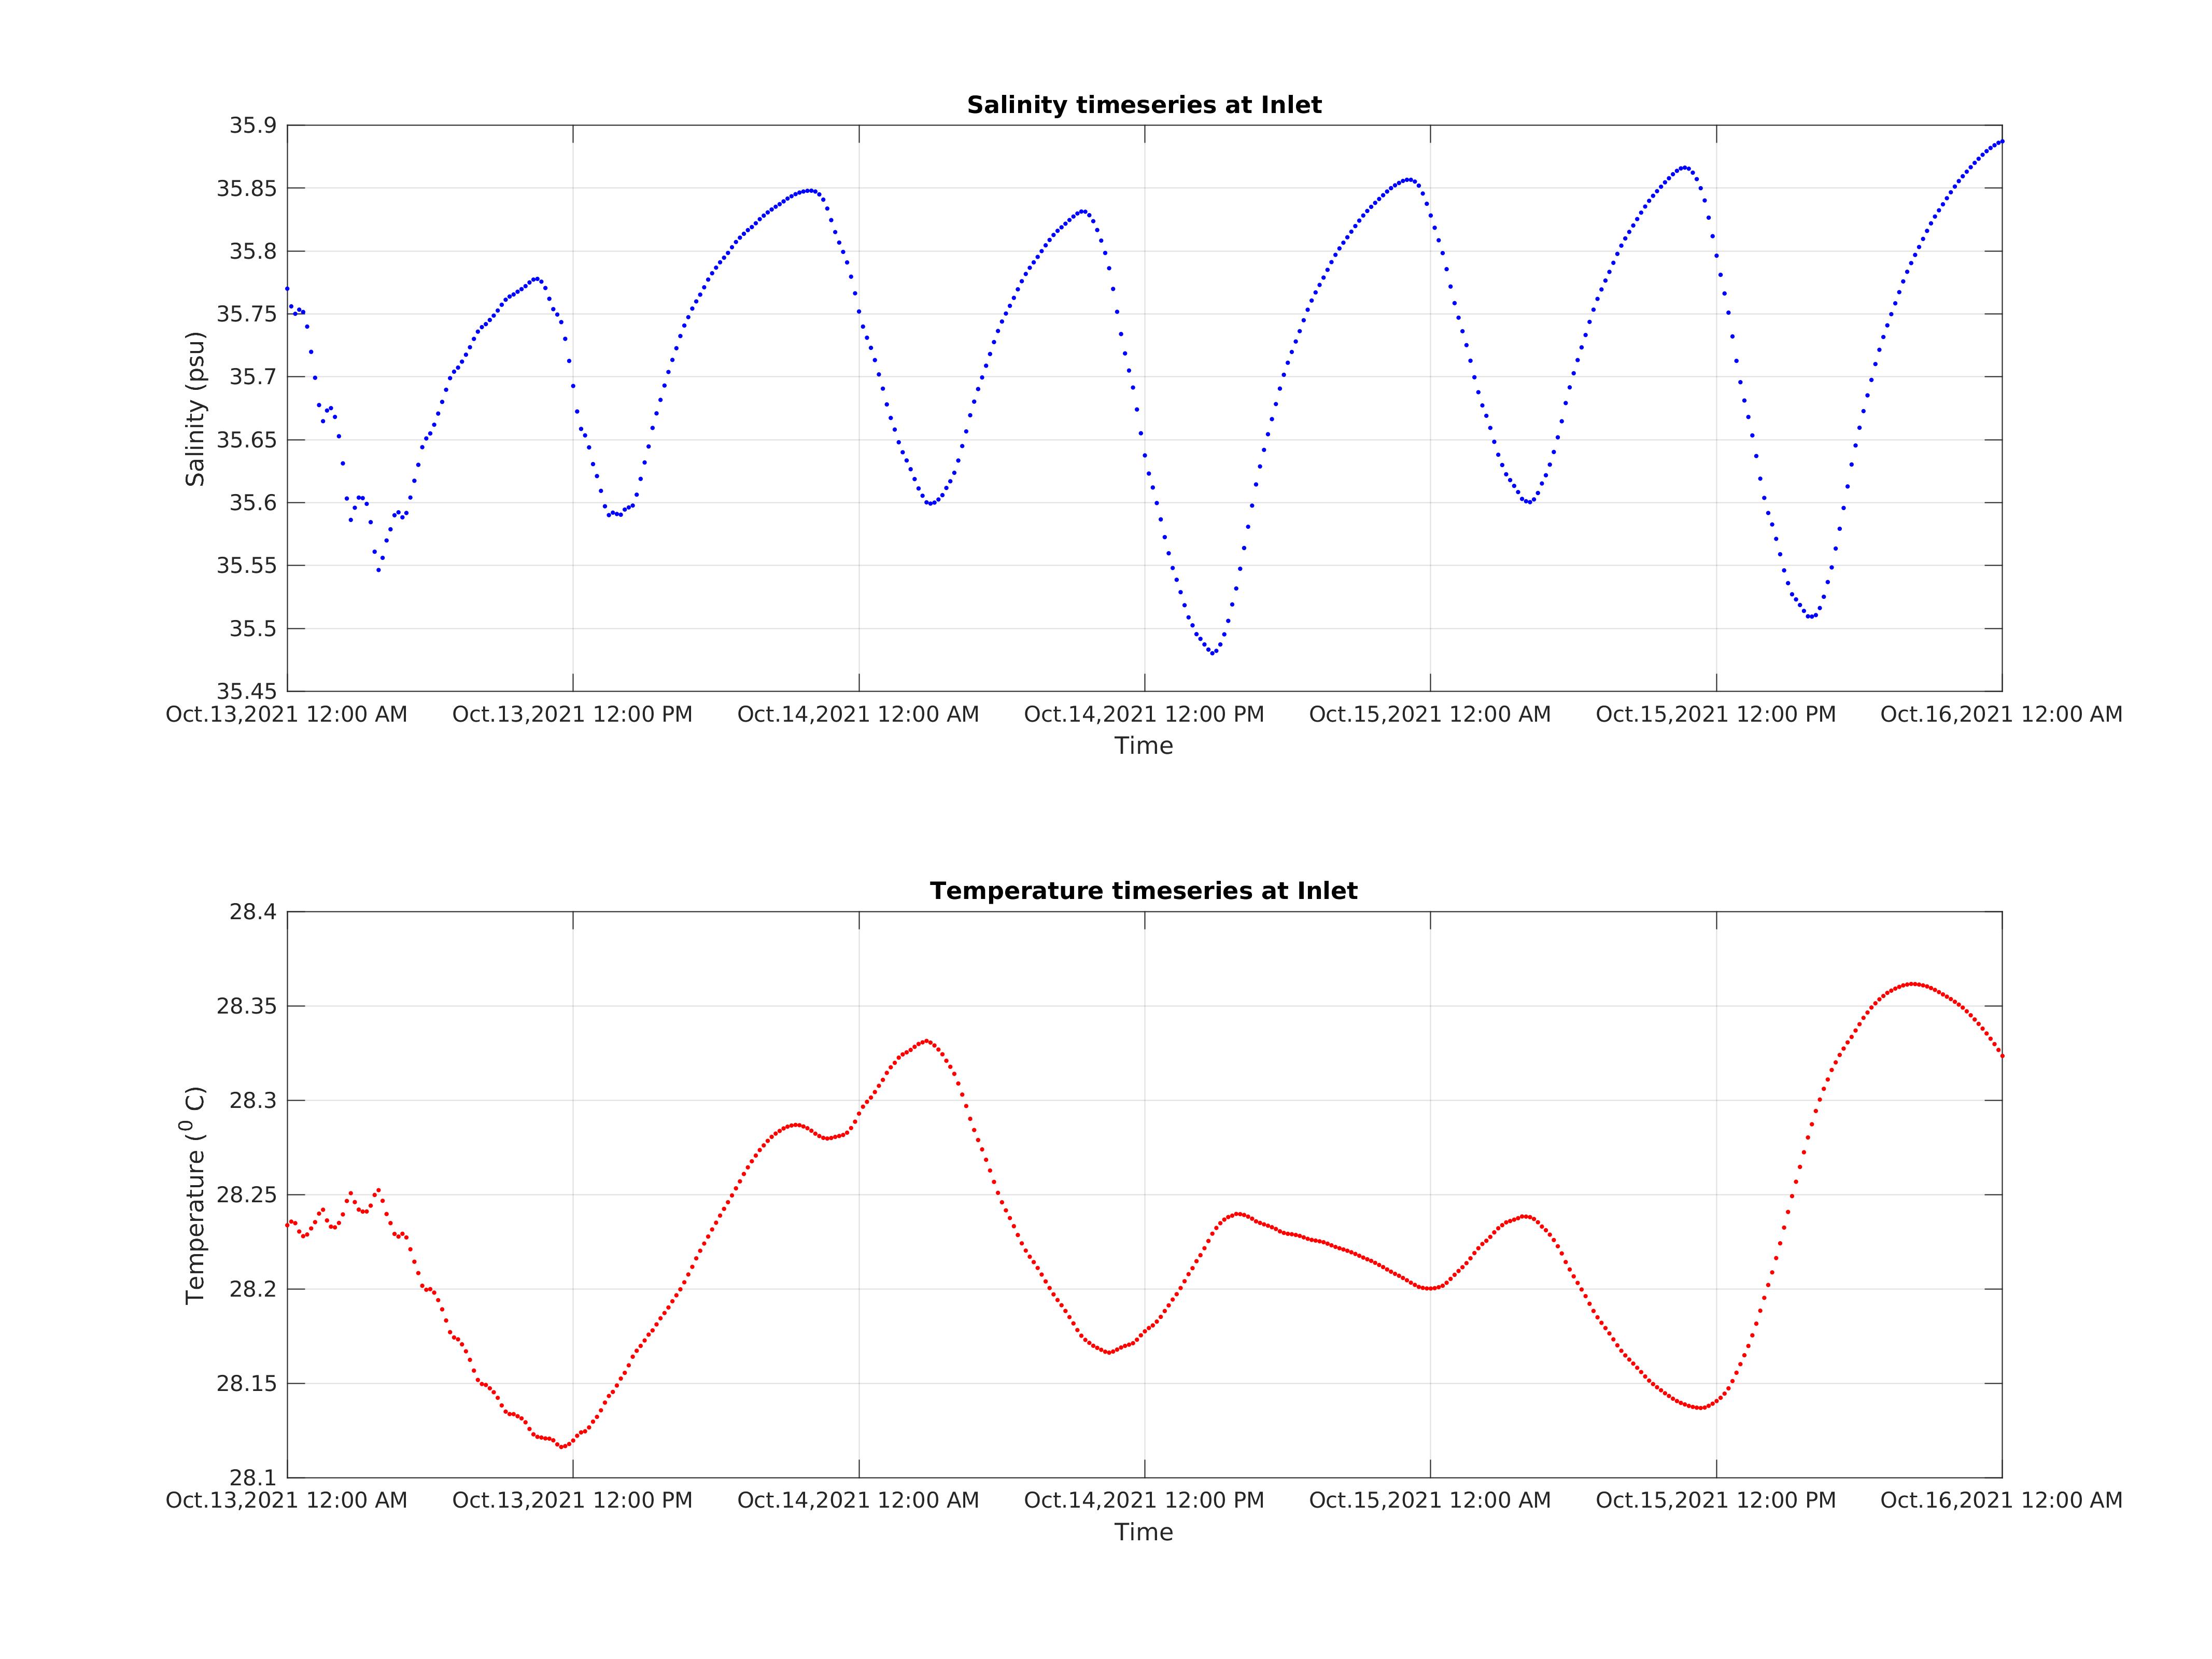 Salinity timeseries at Inlet
35.9
35.85
35.8
35.75
35.7
35.65
35.6
35.55
35.5
35.45
Salinity (psu)
Oct.13,2021 12:00 AM Oct.13,2021 12:00 PM Oct.14,2021 12:00 AM Oct.14,2021 12:00 PM Oct.15,2021 12:00 AM Oct.15,2021 12:00 PM Oct.16,2021 12:00 AM
Time
Temperature timeseries at Inlet
28.4
28.35
28.3
28.25
28.2
28.15
28.1
Temperature (⁰ C)
Oct.13,2021 12:00 AM Oct.13,2021 12:00 PM Oct.14,2021 12:00 AM Oct.14,2021 12:00 PM Oct.15,2021 12:00 AM Oct.15,2021 12:00 PM Oct.16,2021 12:00 AM
Time